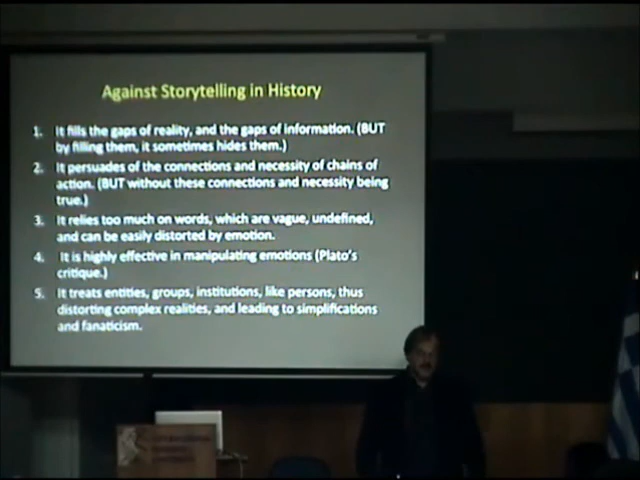 Against Storytelling in History
1. It fills the gaps of reality, and the gaps of information. (BUT
by filling them, it sometimes hides them.)
2. It persuades of the connections and necessity of chains of
action. (BUT without these connections and necessity being
true.)
3. It relies too much on words, which are vague, undefined,
and can be easily distorted by emotion.
4. It is highly effective in manipulating emotions (Plato's
critique.)
5. It treats entities, groups, institutions, like persons, thus
distorting complex realities, and leading to simplifications
and fanaticism.